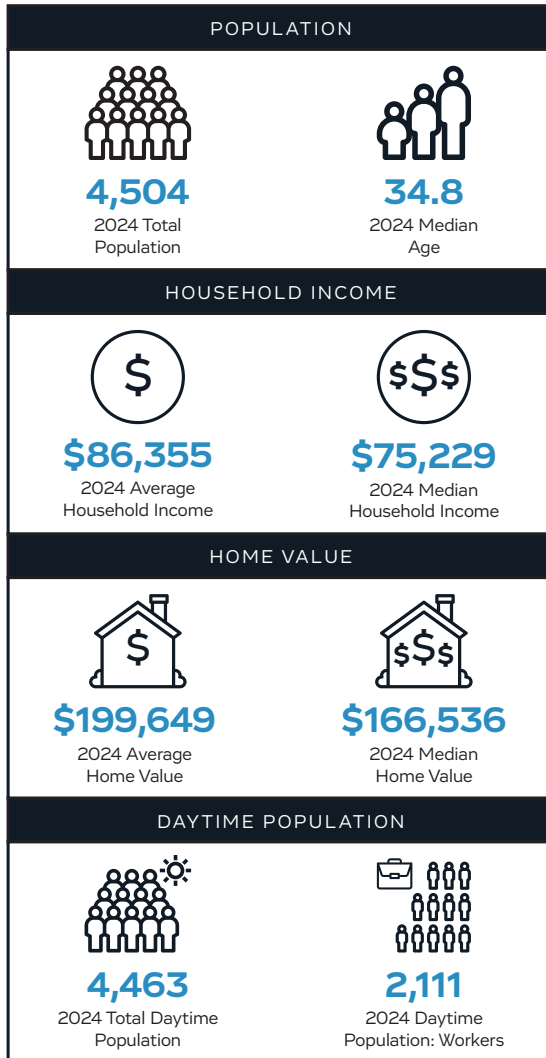 POPULATION
4,504
2024 Total
Population
34.8
2024 Median
Age
HOUSEHOLD INCOME
$
$86,355
2024 Average
Household Income
$$$
$75,229
2024 Median
Household Income
HOME VALUE
$
$199,649
2024 Average
Home Value
$$$
$166,536
2024 Median
Home Value
DAYTIME POPULATION
4,463
2024 Total Daytime
Population
2,111
2024 Daytime
Population: Workers